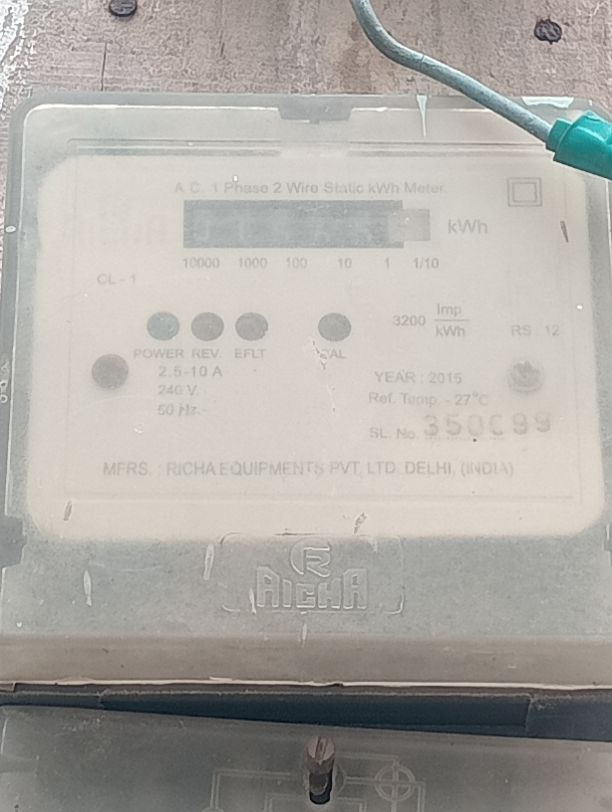 A.C. 1 Phase 2 Wire Static kWh Meter.
kWh
10000 1000 100 10 1 1/10
CL - 1
3200 Imp/kWh
RS 12
POWER REV. EFLT CAL
2.5-10 A
240 V.
50 Hz.
YEAR : 2015
Ref. Temp. - 27°C
SL. No.
MFRS. : RICHA EQUIPMENTS PVT. LTD. DELHI, (INDIA)
R
RICHA